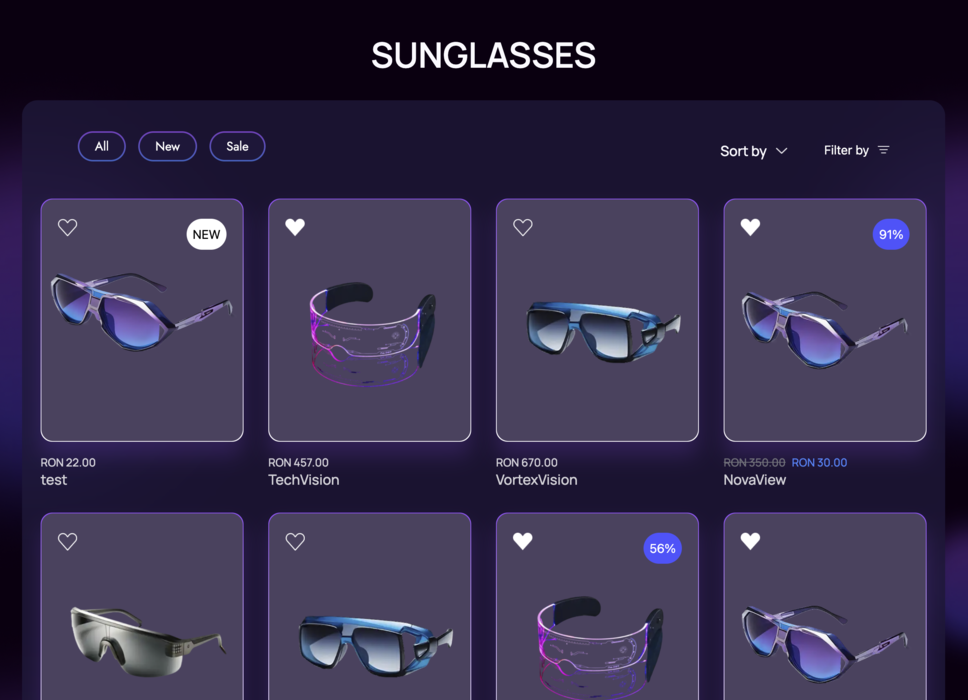 SUNGLASSES
All New Sale Sort by Filter by
NEW
91%
RON 22.00
test
RON 457.00
TechVision
RON 670.00
VortexVision
RON 350.00 RON 30.00
NovaView
56%